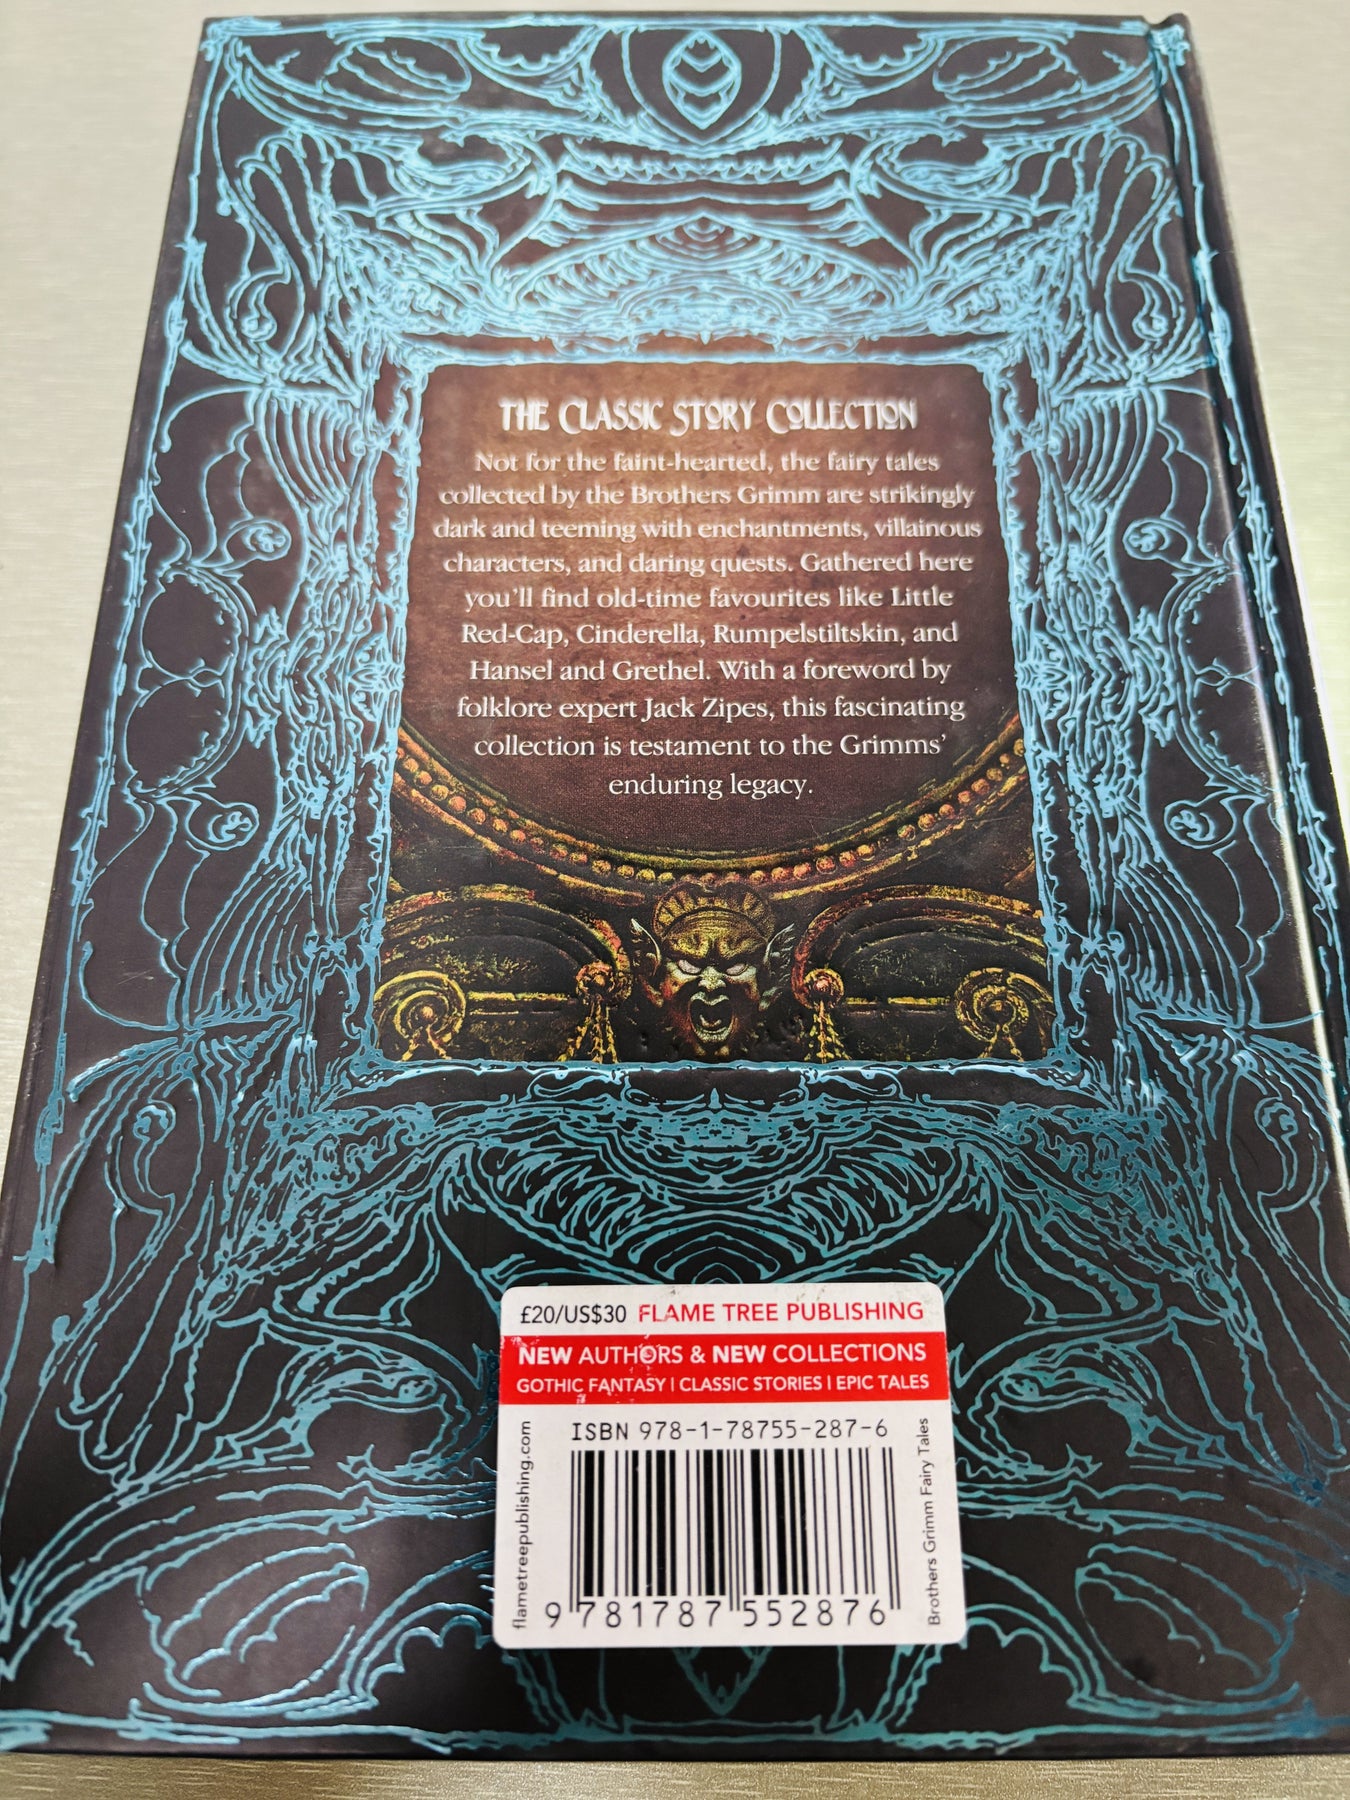 THE CLASSIC STORY COLLECTION
Not for the faint-hearted, the fairy tales
collected by the Brothers Grimm are strikingly
dark and teeming with enchantments, villainous
characters, and daring quests. Gathered here
you'll find old-time favourites like Little
Red-Cap, Cinderella, Rumpelstiltskin, and
Hansel and Grethel. With a foreword by
folklore expert Jack Zipes, this fascinating
collection is testament to the Grimms'
enduring legacy.
£20/US$30 FLAME TREE PUBLISHING
NEW AUTHORS & NEW COLLECTIONS
GOTHIC FANTASY | CLASSIC STORIES | EPIC TALES
flametreepublishing.com
ISBN 978-1-78755-287-6
9 781787 552876
Brothers Grimm Fairy Tales